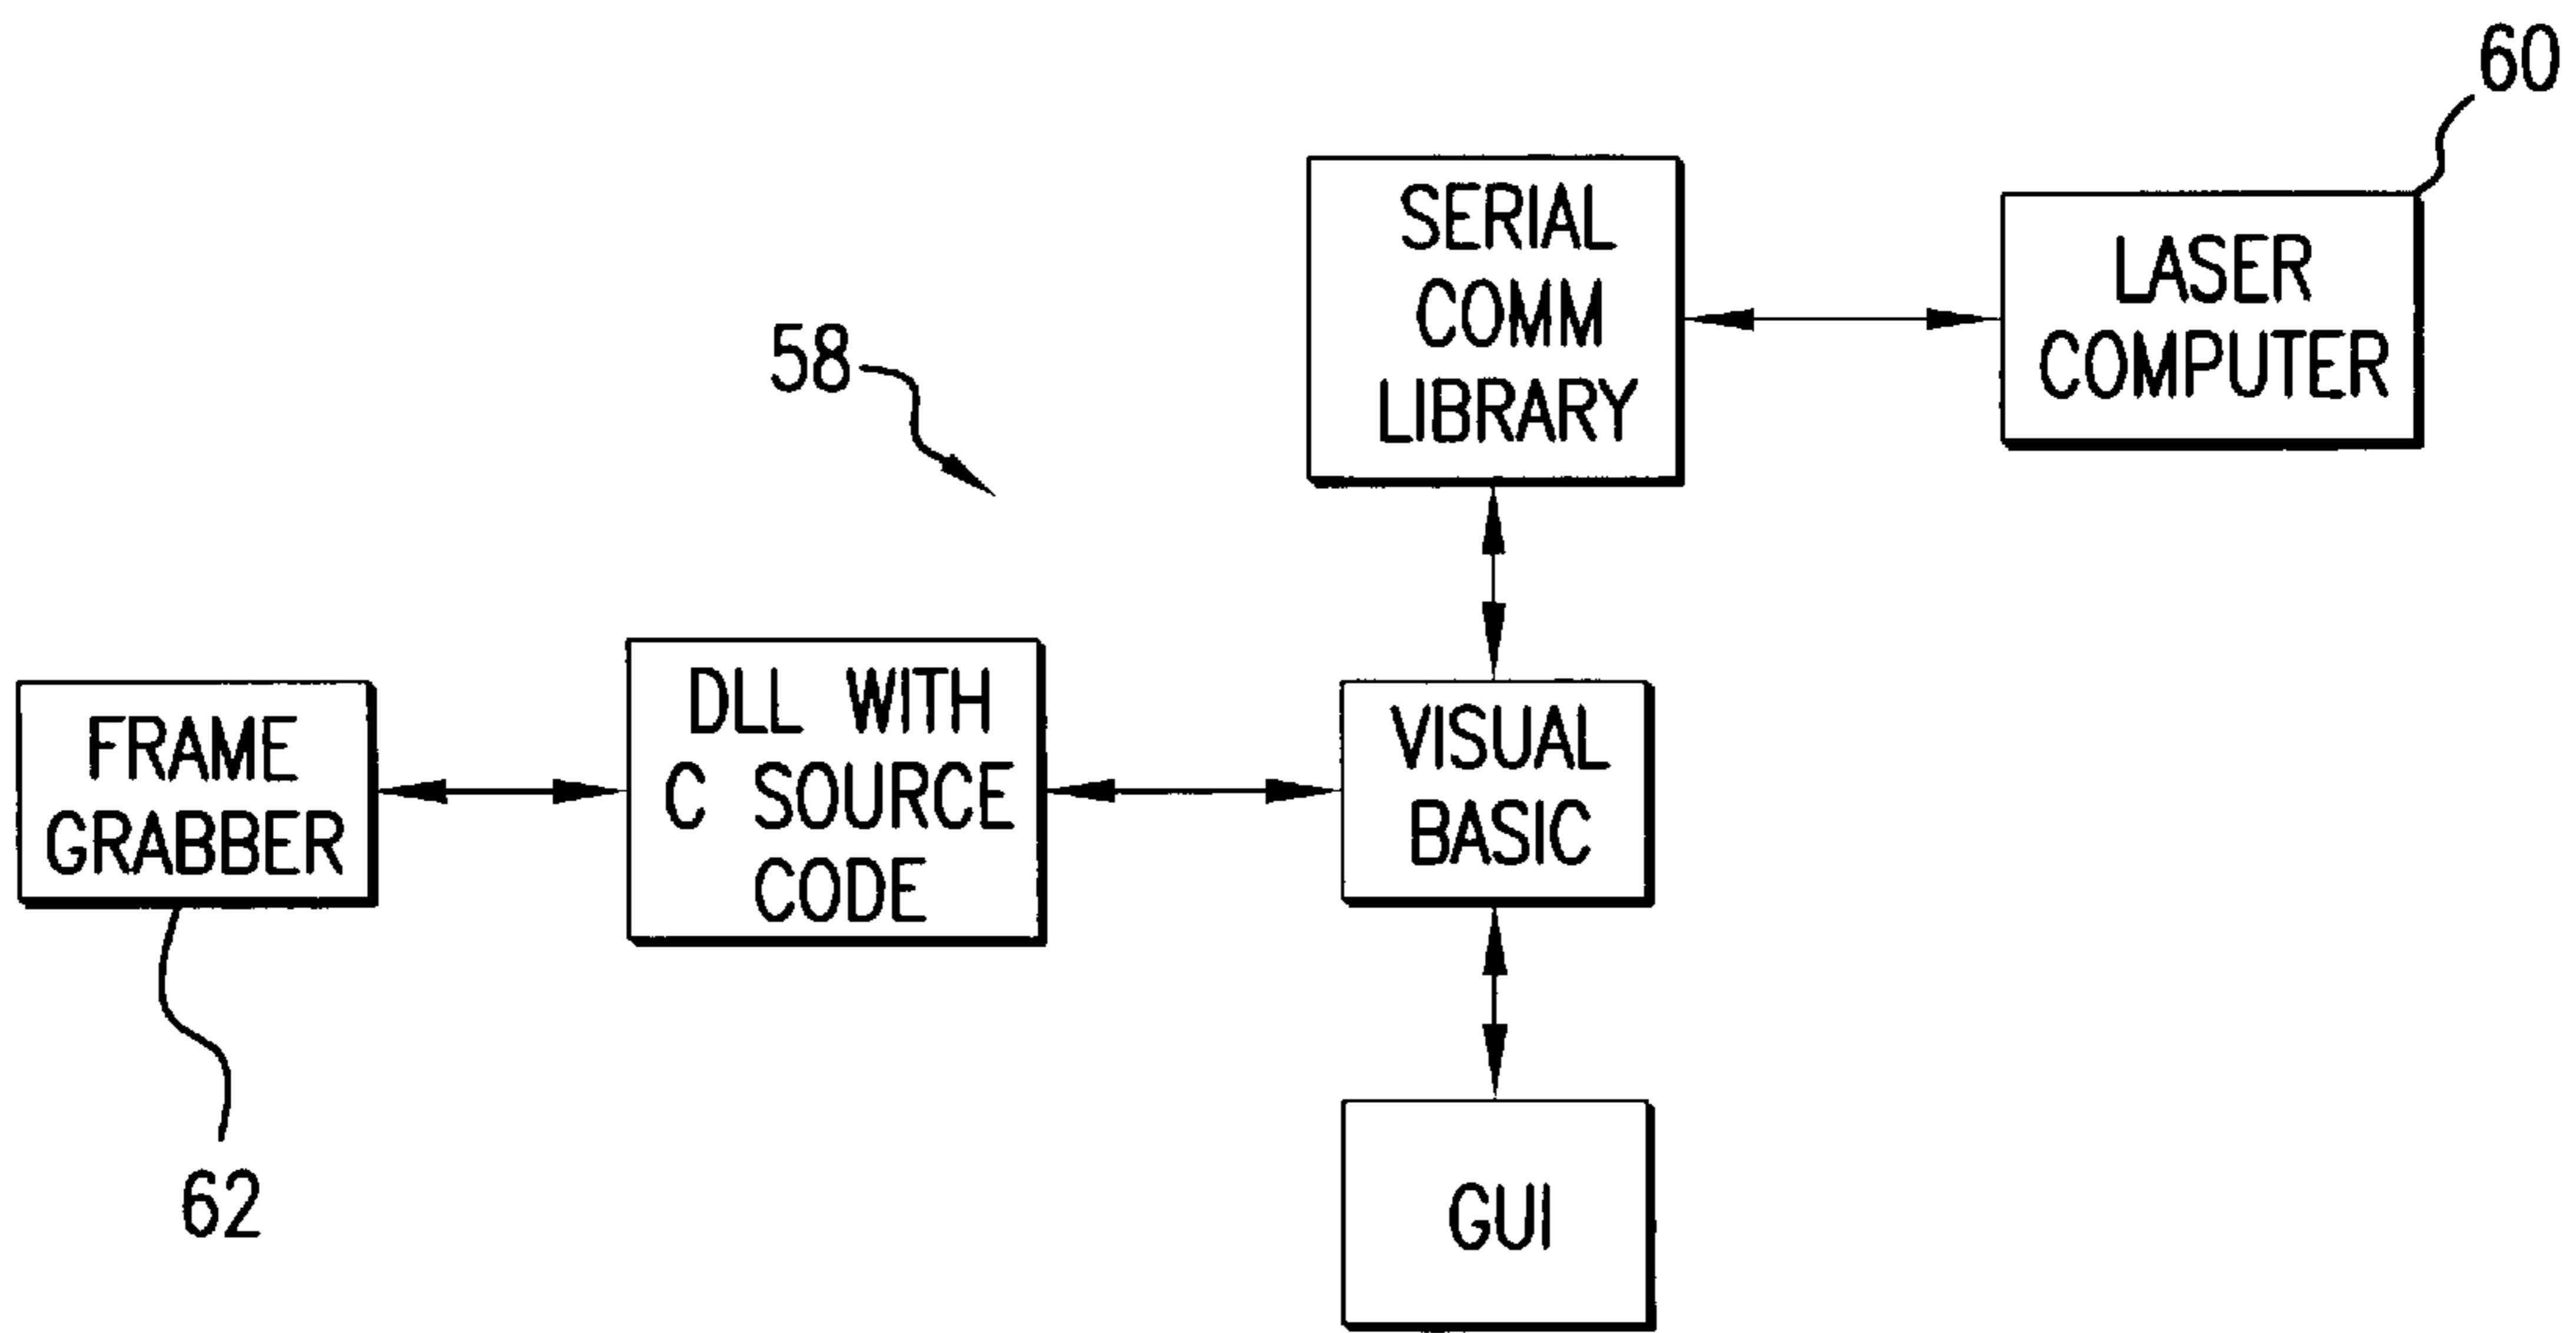 60
SERIAL
COMM
LIBRARY
LASER
COMPUTER
58
DLL WITH
C SOURCE
CODE
FRAME
GRABBER
VISUAL
BASIC
62
GUI